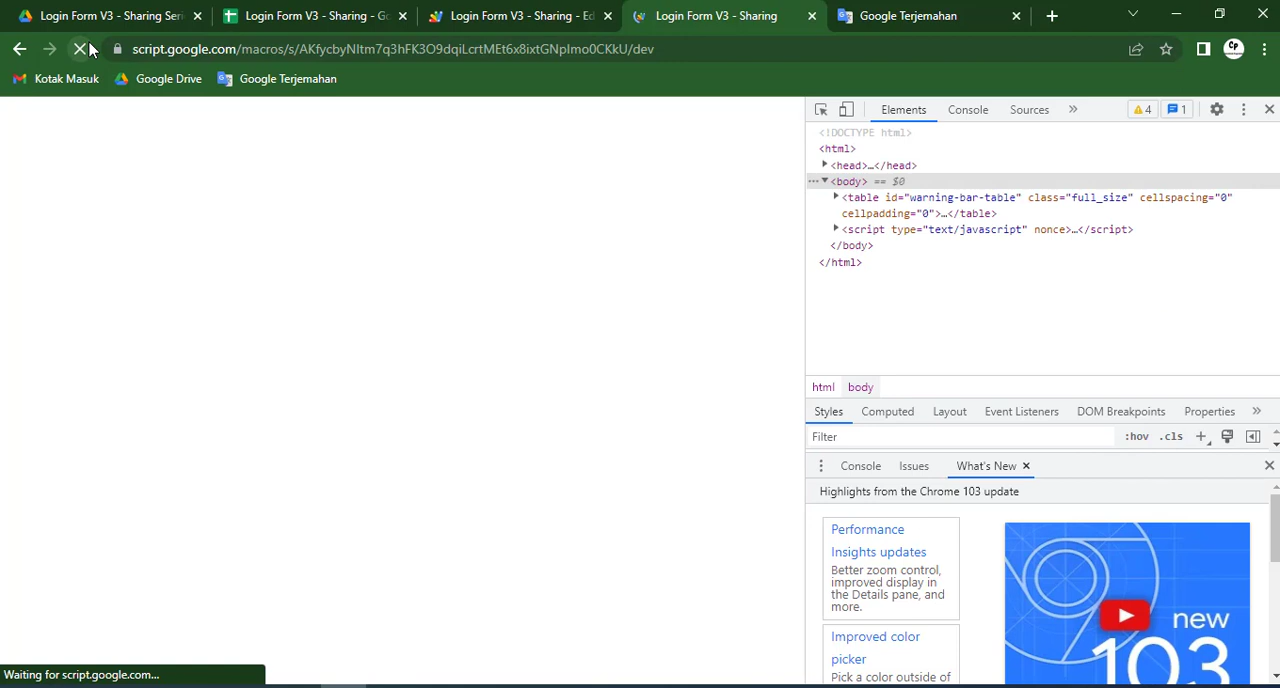 Login Form V3 - Sharing Seri
Login Form V3 - Sharing - Go
Login Form V3 - Sharing - Ed
Login Form V3 - Sharing
Google Terjemahan
script.google.com/macros/s/AKfycbyNltm7q3hFK3O9dqiLcrtMEt6x8ixtGNpImo0CKkU/dev
Cp
Kotak Masuk
Google Drive
Google Terjemahan
Elements
Console
Sources
4
1
<!DOCTYPE html>
<html>
<head>…</head>
<body> == $0
<table id="warning-bar-table" class="full_size" cellspacing="0"
cellpadding="0">…</table>
<script type="text/javascript" nonce>…</script>
</body>
</html>
html
body
Styles
Computed
Layout
Event Listeners
DOM Breakpoints
Properties
Filter
:hov
.cls
Console
Issues
What's New
Highlights from the Chrome 103 update
Performance
Insights updates
Better zoom control,
improved display in
the Details pane, and
more.
Improved color
picker
Pick a color outside of
new
103
Waiting for script.google.com...